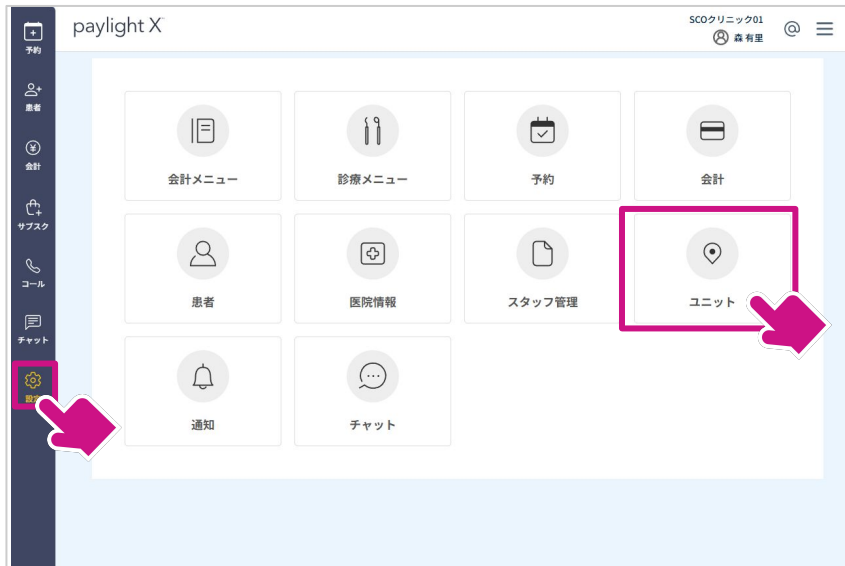 paylight X
SCOクリニック01
森 有里
予約
患者
会計
サブスク
コール
チャット
設定
会計メニュー
診療メニュー
予約
会計
患者
医院情報
スタッフ管理
ユニット
通知
チャット